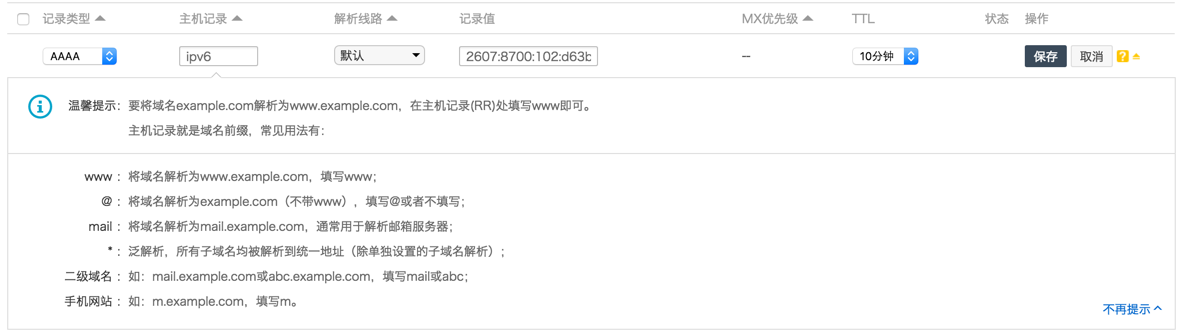 记录类型 主机记录 解析线路 记录值 MX优先级 TTL 状态 操作
AAAA ipv6 默认 2607:8700:102:d63b -- 10分钟 保存 取消 ?
温馨提示：要将域名example.com解析为www.example.com，在主机记录(RR)处填写www即可。
主机记录就是域名前缀，常见用法有：
www：将域名解析为www.example.com，填写www；
@：将域名解析为example.com（不带www），填写@或者不填写；
mail：将域名解析为mail.example.com，通常用于解析邮箱服务器；
*：泛解析，所有子域名均被解析到统一地址（除单独设置的子域名解析）；
二级域名：如：mail.example.com或abc.example.com，填写mail或abc；
手机网站：如：m.example.com，填写m。
不再提示